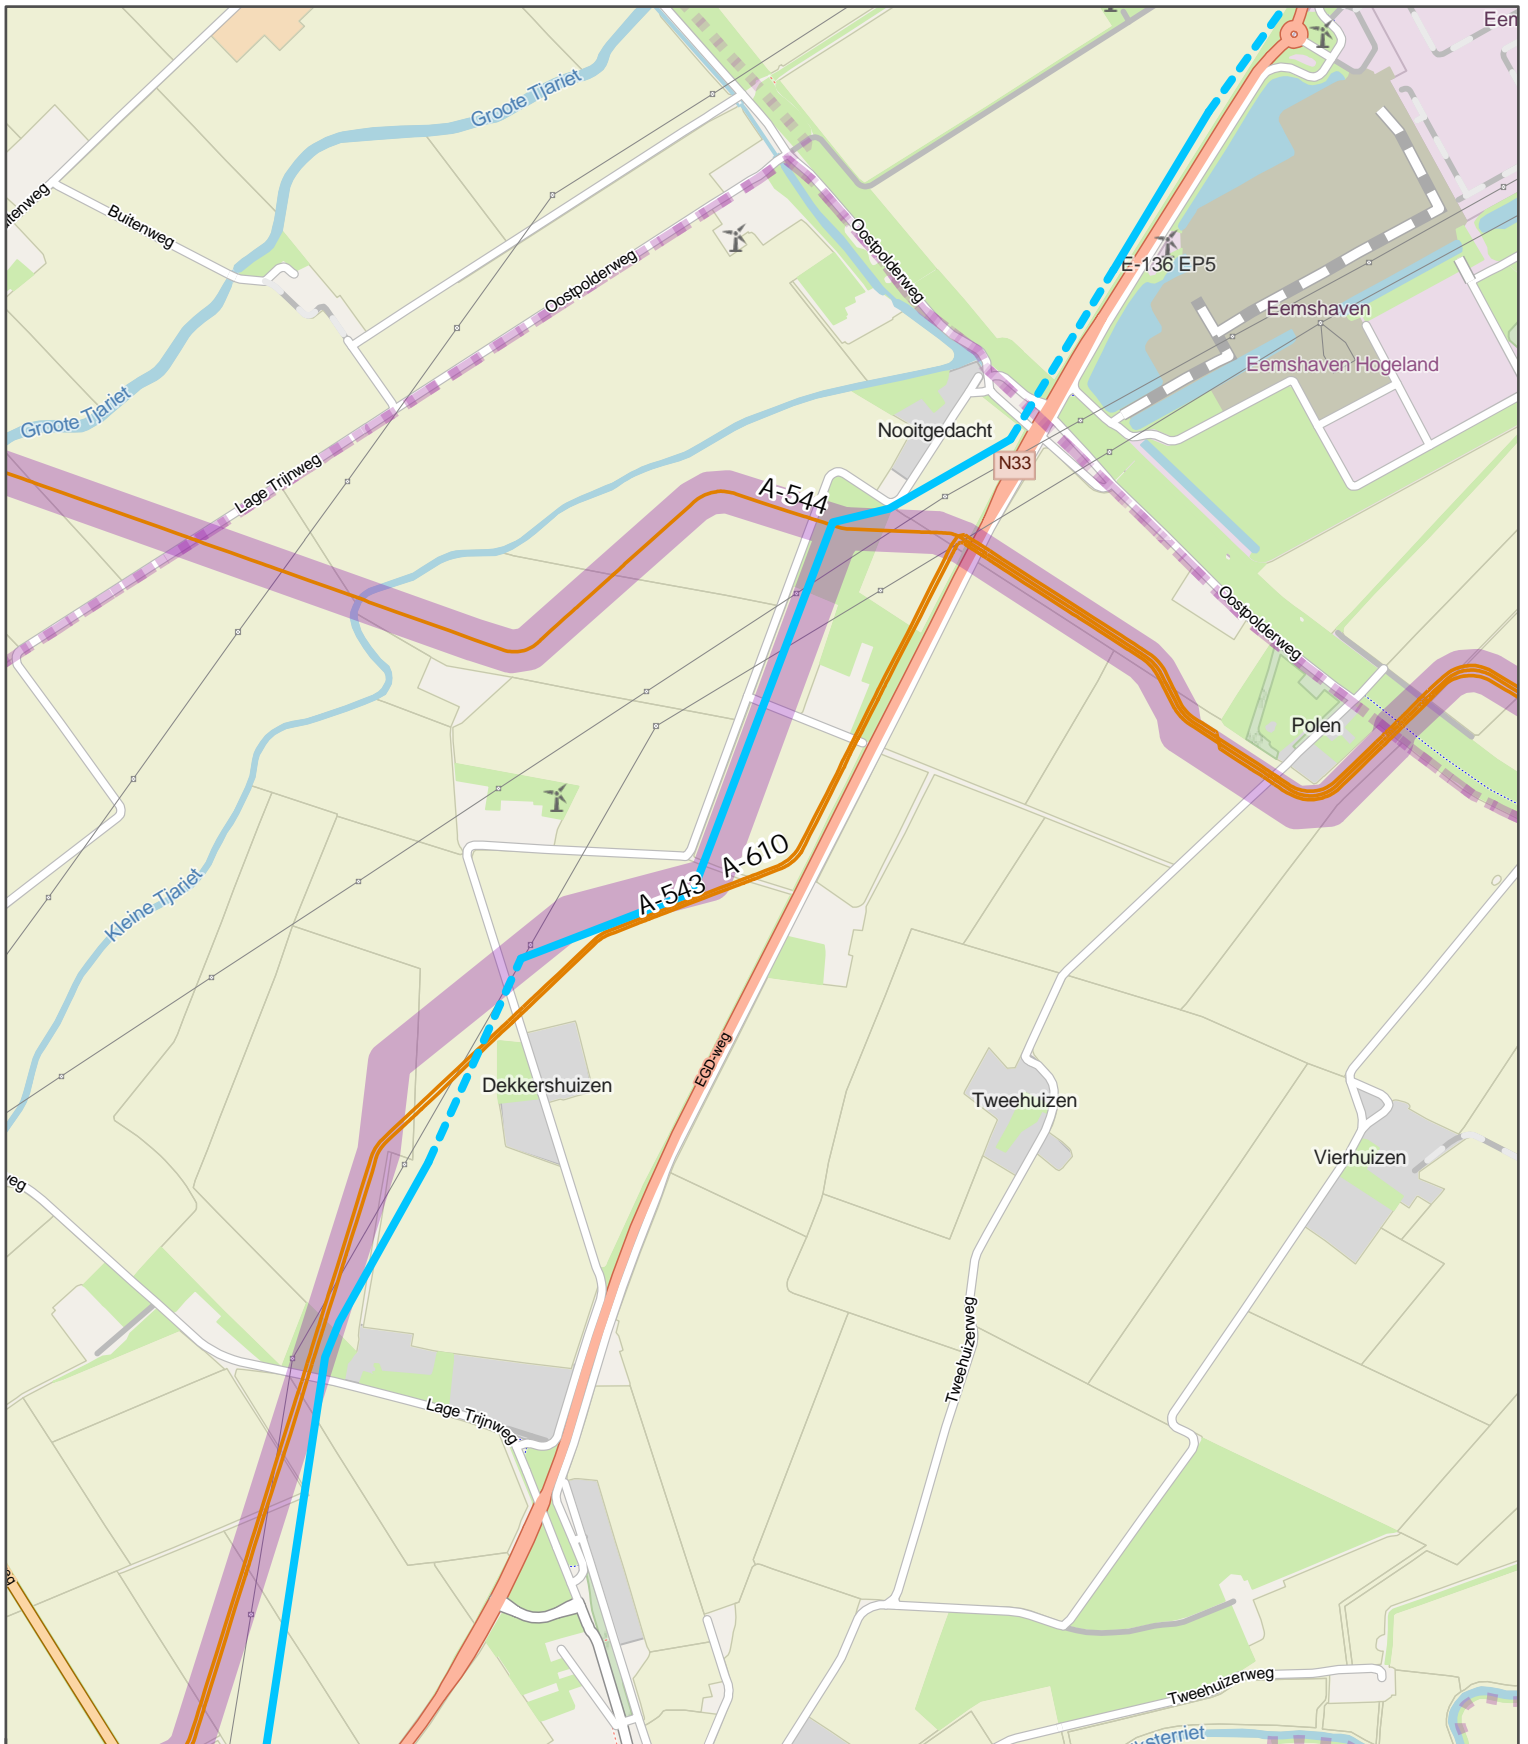 Groote Tjariet
Buitenweg
Oostpolderweg
Oostpolderweg
E-136 EP5
Eemshaven
Eemshaven Hogeland
Groote Tjariet
Nooitgedacht
N33
Lage Trijnweg
A-544
Oostpolderweg
Polen
A-610
A-543
Kleine Tjariet
EGD-weg
Dekkershuizen
Tweehuizen
Vierhuizen
Tweehuizerweg
Lage Trijnweg
Tweehuizerweg